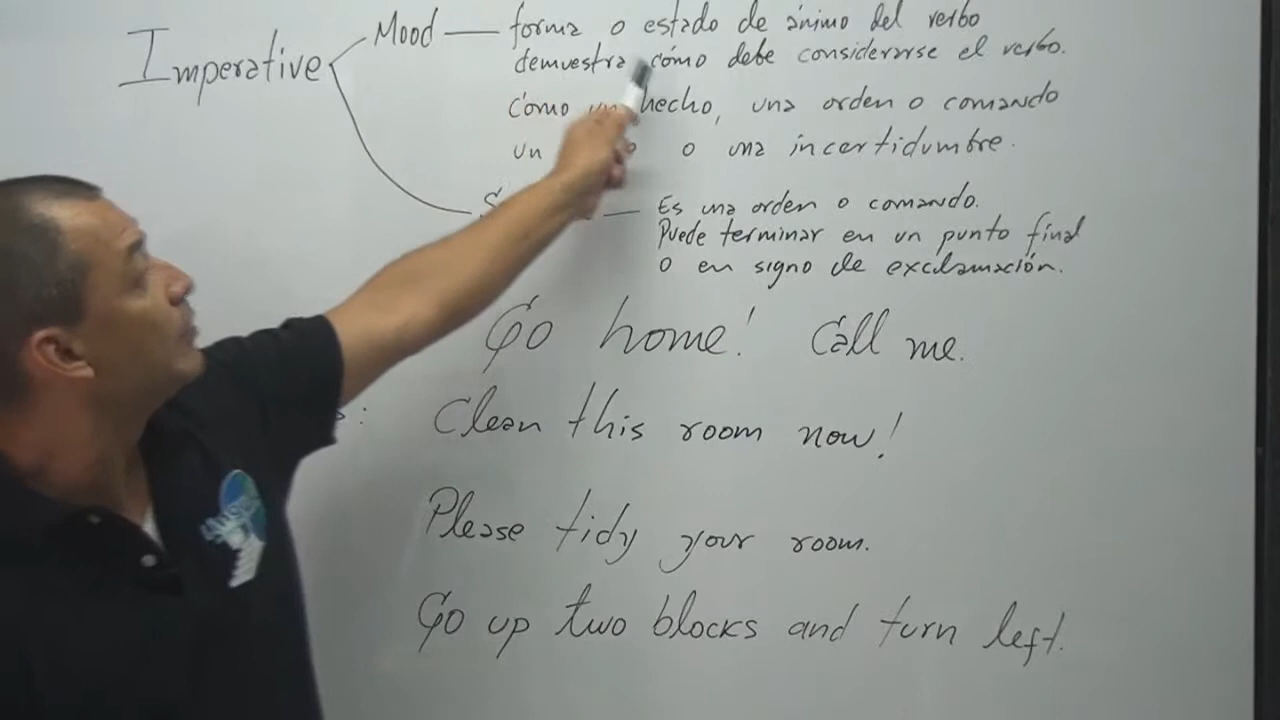 Imperative
Mood — forma o estado de ánimo del verbo
demuestra cómo debe considerarse el verbo.
Cómo un hecho, una orden o comando
un o una incertidumbre.
— Es una orden o comando.
Puede terminar en un punto final
o en signo de exclamación.
Go home! Call me.
Clean this room now!
Please tidy your room.
Go up two blocks and turn left.